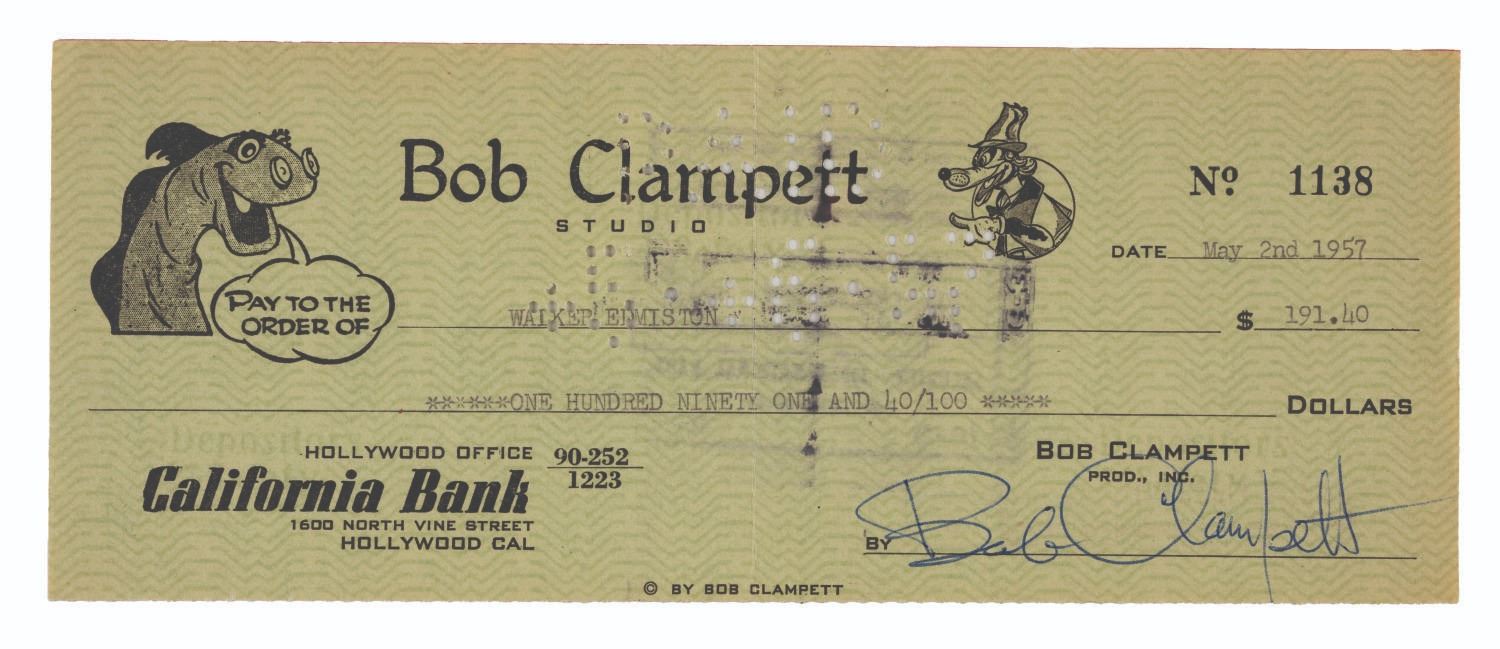 Bob Clampett
STUDIO
Nº 1138
DATE May 2nd 1957
PAY TO THE
ORDER OF
WALKER EDMISTON
$ 191.40
******ONE HUNDRED NINETY ONE AND 40/100 *****
DOLLARS
HOLLYWOOD OFFICE
90-252
1223
California Bank
1600 NORTH VINE STREET
HOLLYWOOD CAL
BOB CLAMPETT
PROD., INC.
BY Bob Clampett
© BY BOB CLAMPETT